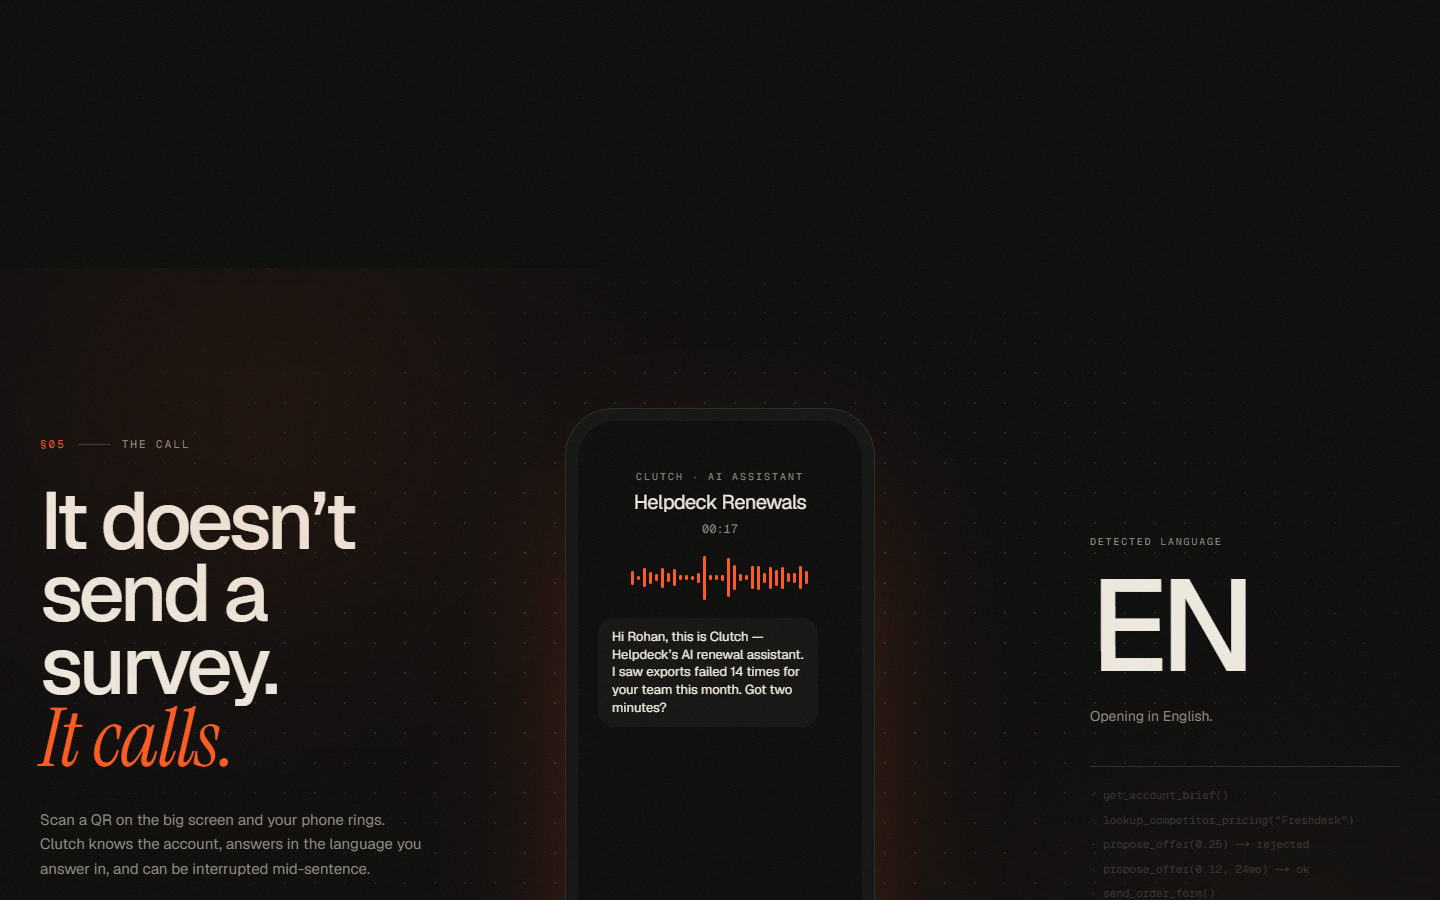 §05 THE CALL
It doesn’t
send a
survey.
It calls.
Scan a QR on the big screen and your phone rings.
Clutch knows the account, answers in the language you
answer in, and can be interrupted mid-sentence.
CLUTCH · AI ASSISTANT
Helpdeck Renewals
00:17
Hi Rohan, this is Clutch —
Helpdeck’s AI renewal assistant.
I saw exports failed 14 times for
your team this month. Got two
minutes?
DETECTED LANGUAGE
EN
Opening in English.
· get_account_brief()
· lookup_competitor_pricing("Freshdesk")
· propose_offer(0.25) ⟶ rejected
· propose_offer(0.12, 24mo) ⟶ ok
· send_order_form()